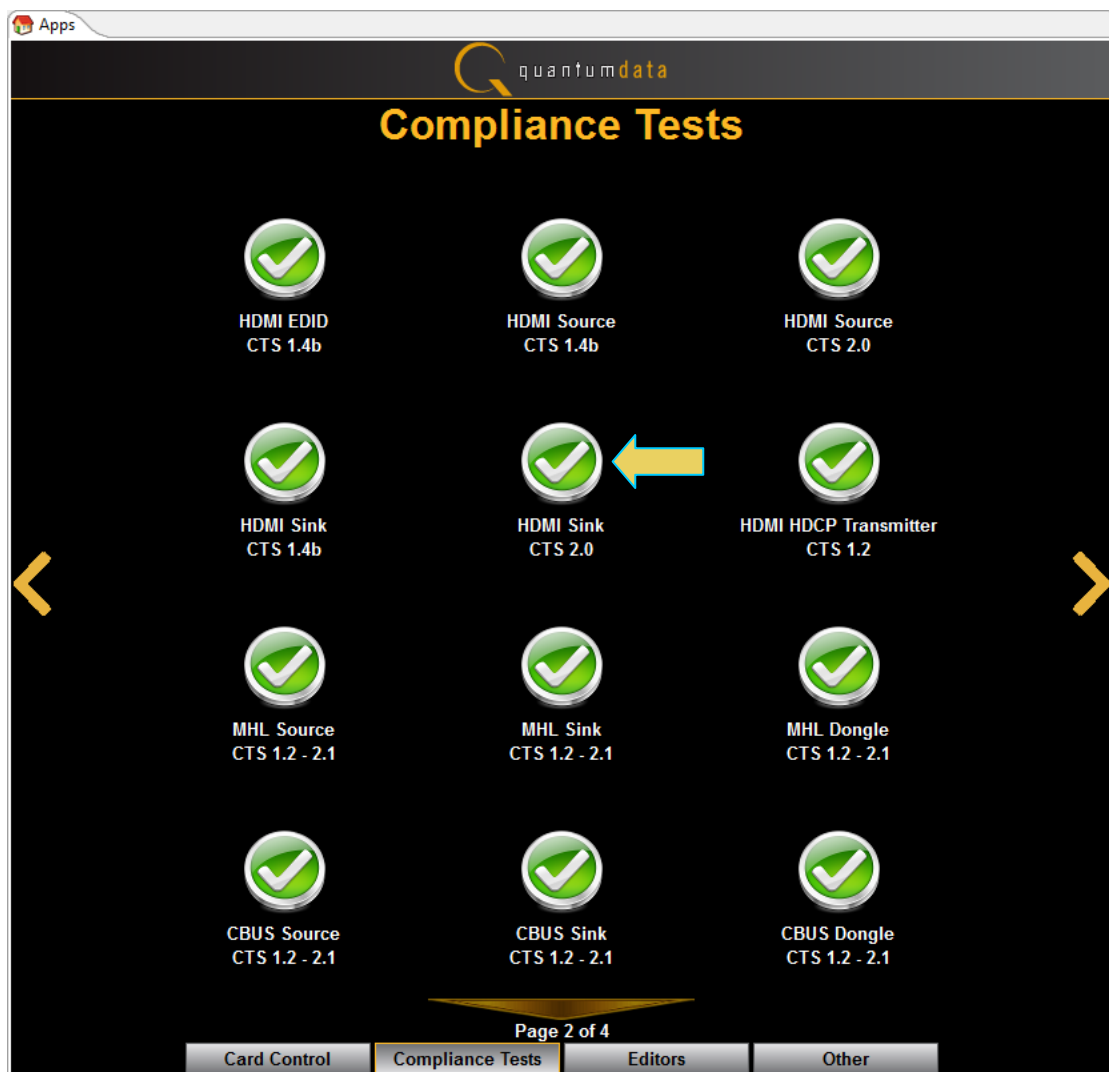 Apps
quantumdata
Compliance Tests
HDMI EDID
CTS 1.4b
HDMI Source
CTS 1.4b
HDMI Source
CTS 2.0
HDMI Sink
CTS 1.4b
HDMI Sink
CTS 2.0
HDMI HDCP Transmitter
CTS 1.2
MHL Source
CTS 1.2 - 2.1
MHL Sink
CTS 1.2 - 2.1
MHL Dongle
CTS 1.2 - 2.1
CBUS Source
CTS 1.2 - 2.1
CBUS Sink
CTS 1.2 - 2.1
CBUS Dongle
CTS 1.2 - 2.1
Page 2 of 4
Card Control
Compliance Tests
Editors
Other